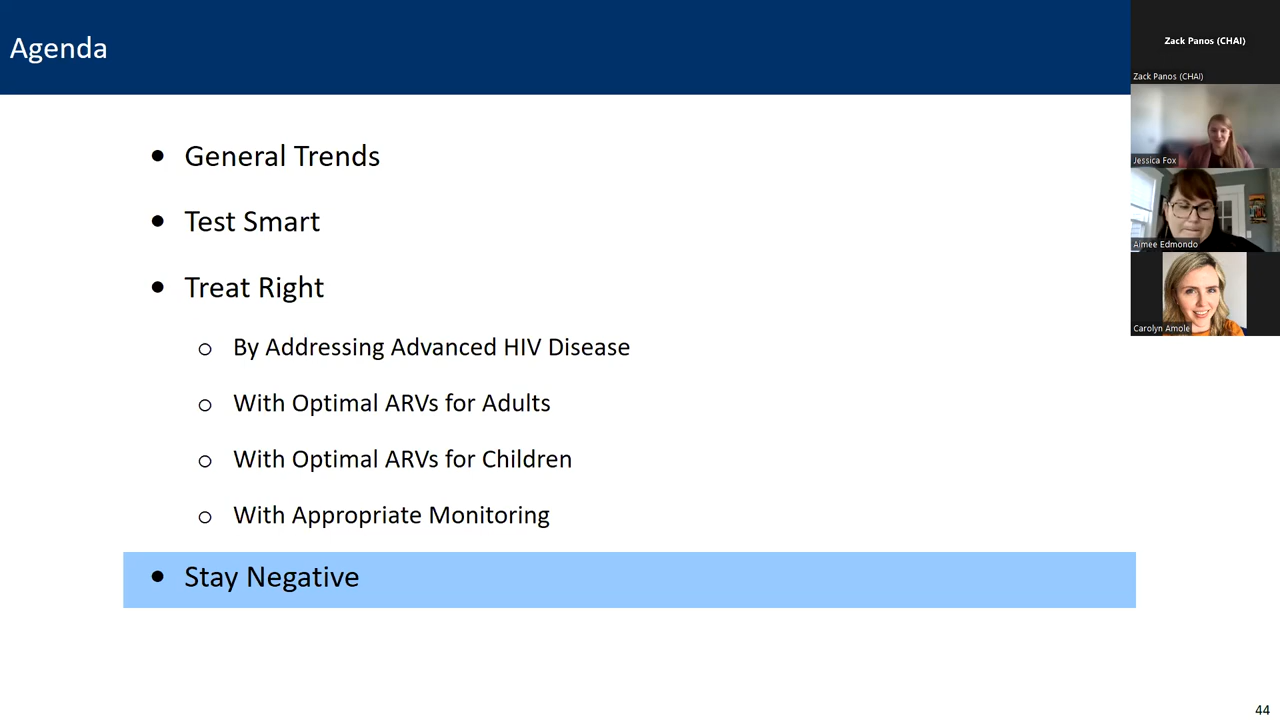 Agenda
General Trends
Test Smart
Treat Right
By Addressing Advanced HIV Disease
With Optimal ARVs for Adults
With Optimal ARVs for Children
With Appropriate Monitoring
Stay Negative
44
Zack Panos (CHAI)
Zack Panos (CHAI)
Jessica Fox
Aimee Edmondo
Carolyn Amole